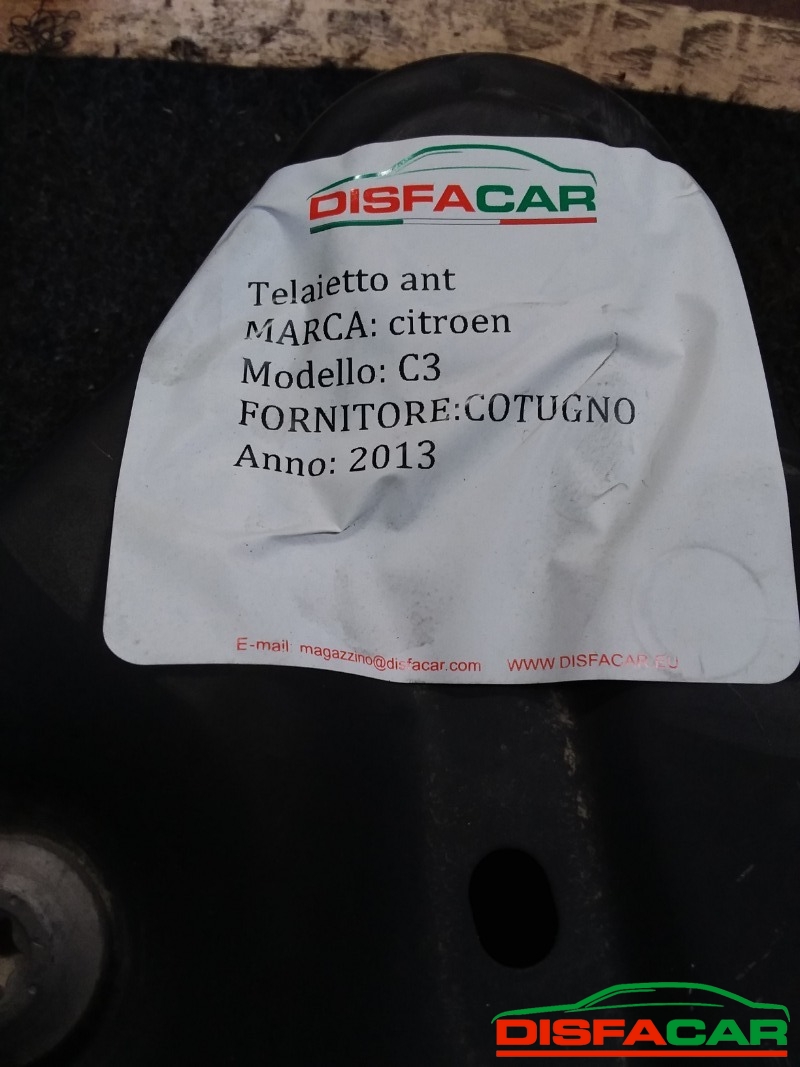 DISFACAR
Telaietto ant
MARCA: citroen
Modello: C3
FORNITORE:COTUGNO
Anno: 2013
E-mail: magazzino@disfacar.com WWW.DISFACAR.EU
DISFACAR